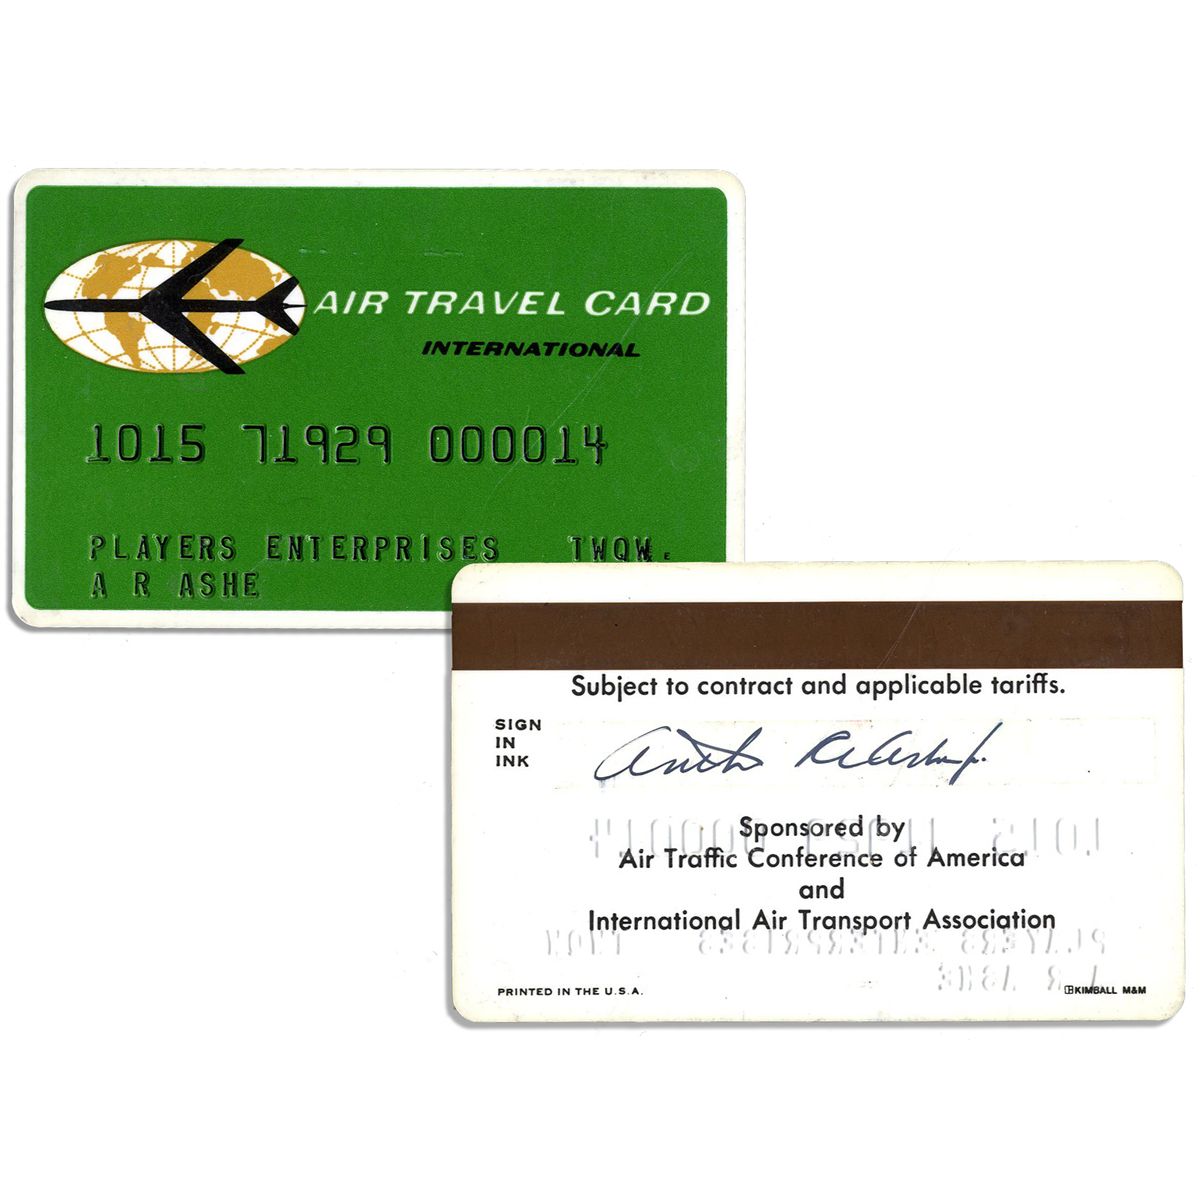 AIR TRAVEL CARD
INTERNATIONAL
1015 71929 000014
PLAYERS ENTERPRISES TWQW. E
A R ASHE
Subject to contract and applicable tariffs.
SIGN
IN
INK
Arthur R Ashe Jr.
Sponsored by
Air Traffic Conference of America
and
International Air Transport Association
PRINTED IN THE U.S.A.
KIMBALL M&M